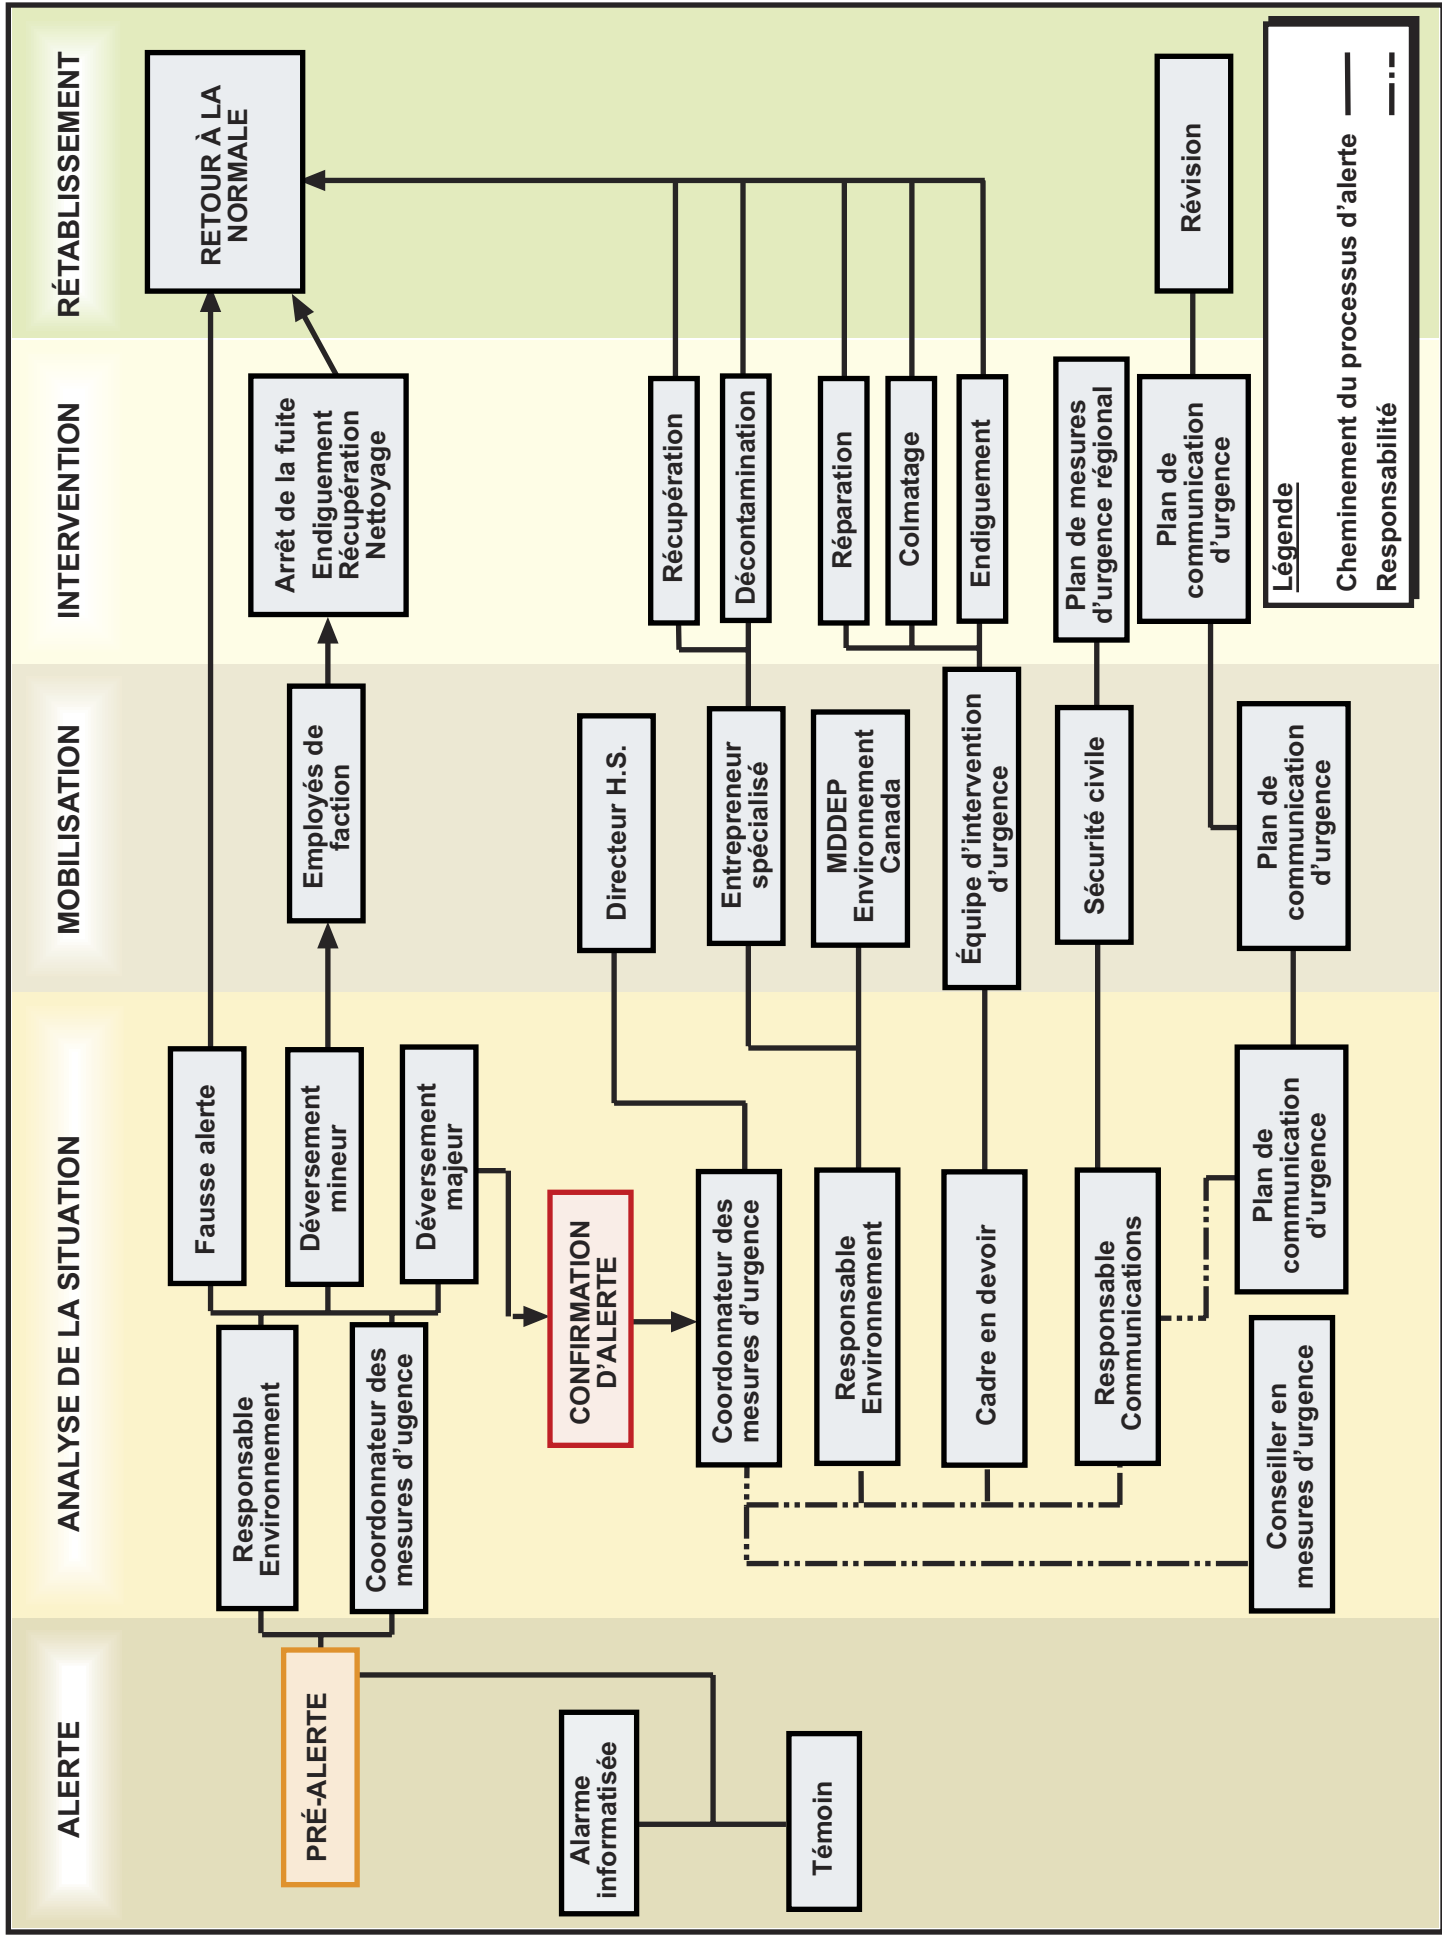 ALERTE
ANALYSE DE LA SITUATION
MOBILISATION
INTERVENTION
RÉTABLISSEMENT
PRÉ-ALERTE
Alarme
informatisée
Témoin
Responsable
Environnement
Coordonnateur des
mesures d'ugence
Fausse alerte
Déversement
mineur
Déversement
majeur
CONFIRMATION
D'ALERTE
Coordonnateur des
mesures d'urgence
Responsable
Environnement
Cadre en devoir
Responsable
Communications
Conseiller en
mesures d'urgence
Plan de
communication
d'urgence
Employés de
faction
Directeur H.S.
Entrepreneur
spécialisé
MDDEP
Environnement
Canada
Équipe d'intervention
d'urgence
Sécurité civile
Plan de
communication
d'urgence
Arrêt de la fuite
Endiguement
Récupération
Nettoyage
Récupération
Décontamination
Réparation
Colmatage
Endiguement
Plan de mesures
d'urgence régional
Plan de
communication
d'urgence
RETOUR À LA
NORMALE
Révision
Légende
Cheminement du processus d'alerte
Responsabilité